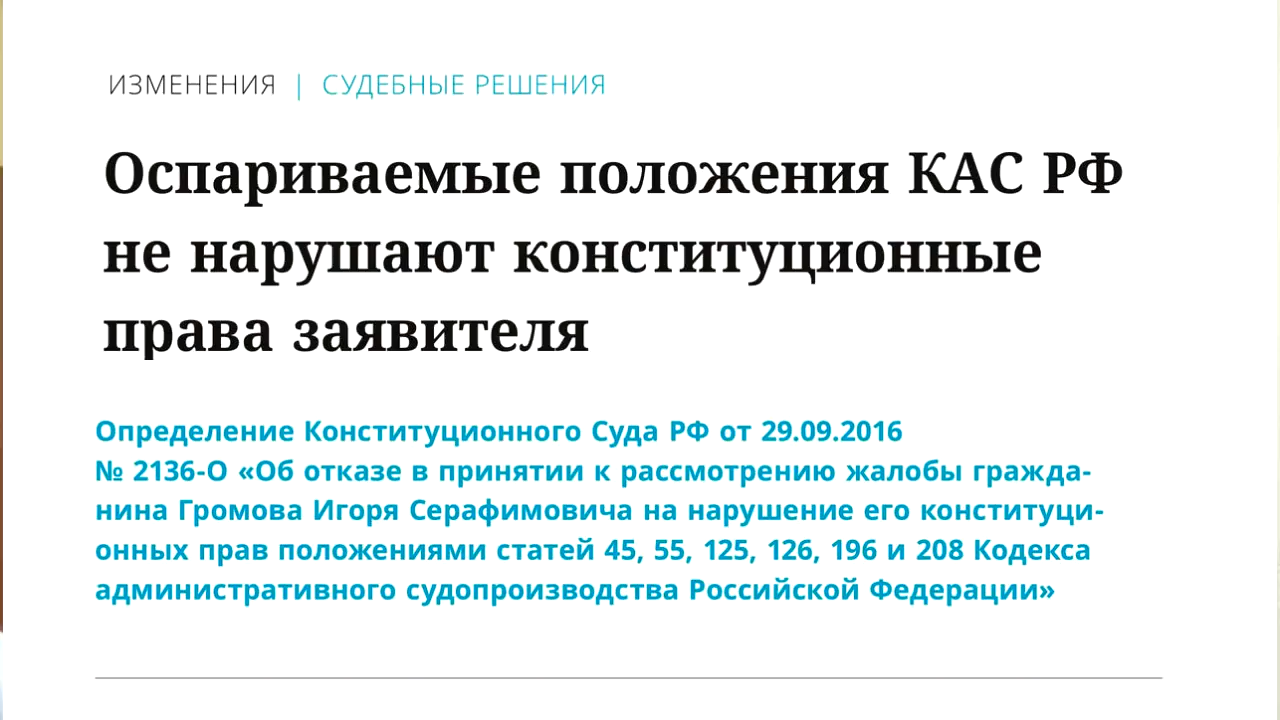 ИЗМЕНЕНИЯ | СУДЕБНЫЕ РЕШЕНИЯ
Оспариваемые положения КАС РФ
не нарушают конституционные
права заявителя
Определение Конституционного Суда РФ от 29.09.2016
№ 2136-О «Об отказе в принятии к рассмотрению жалобы гражда-
нина Громова Игоря Серафимовича на нарушение его конституци-
онных прав положениями статей 45, 55, 125, 126, 196 и 208 Кодекса
административного судопроизводства Российской Федерации»